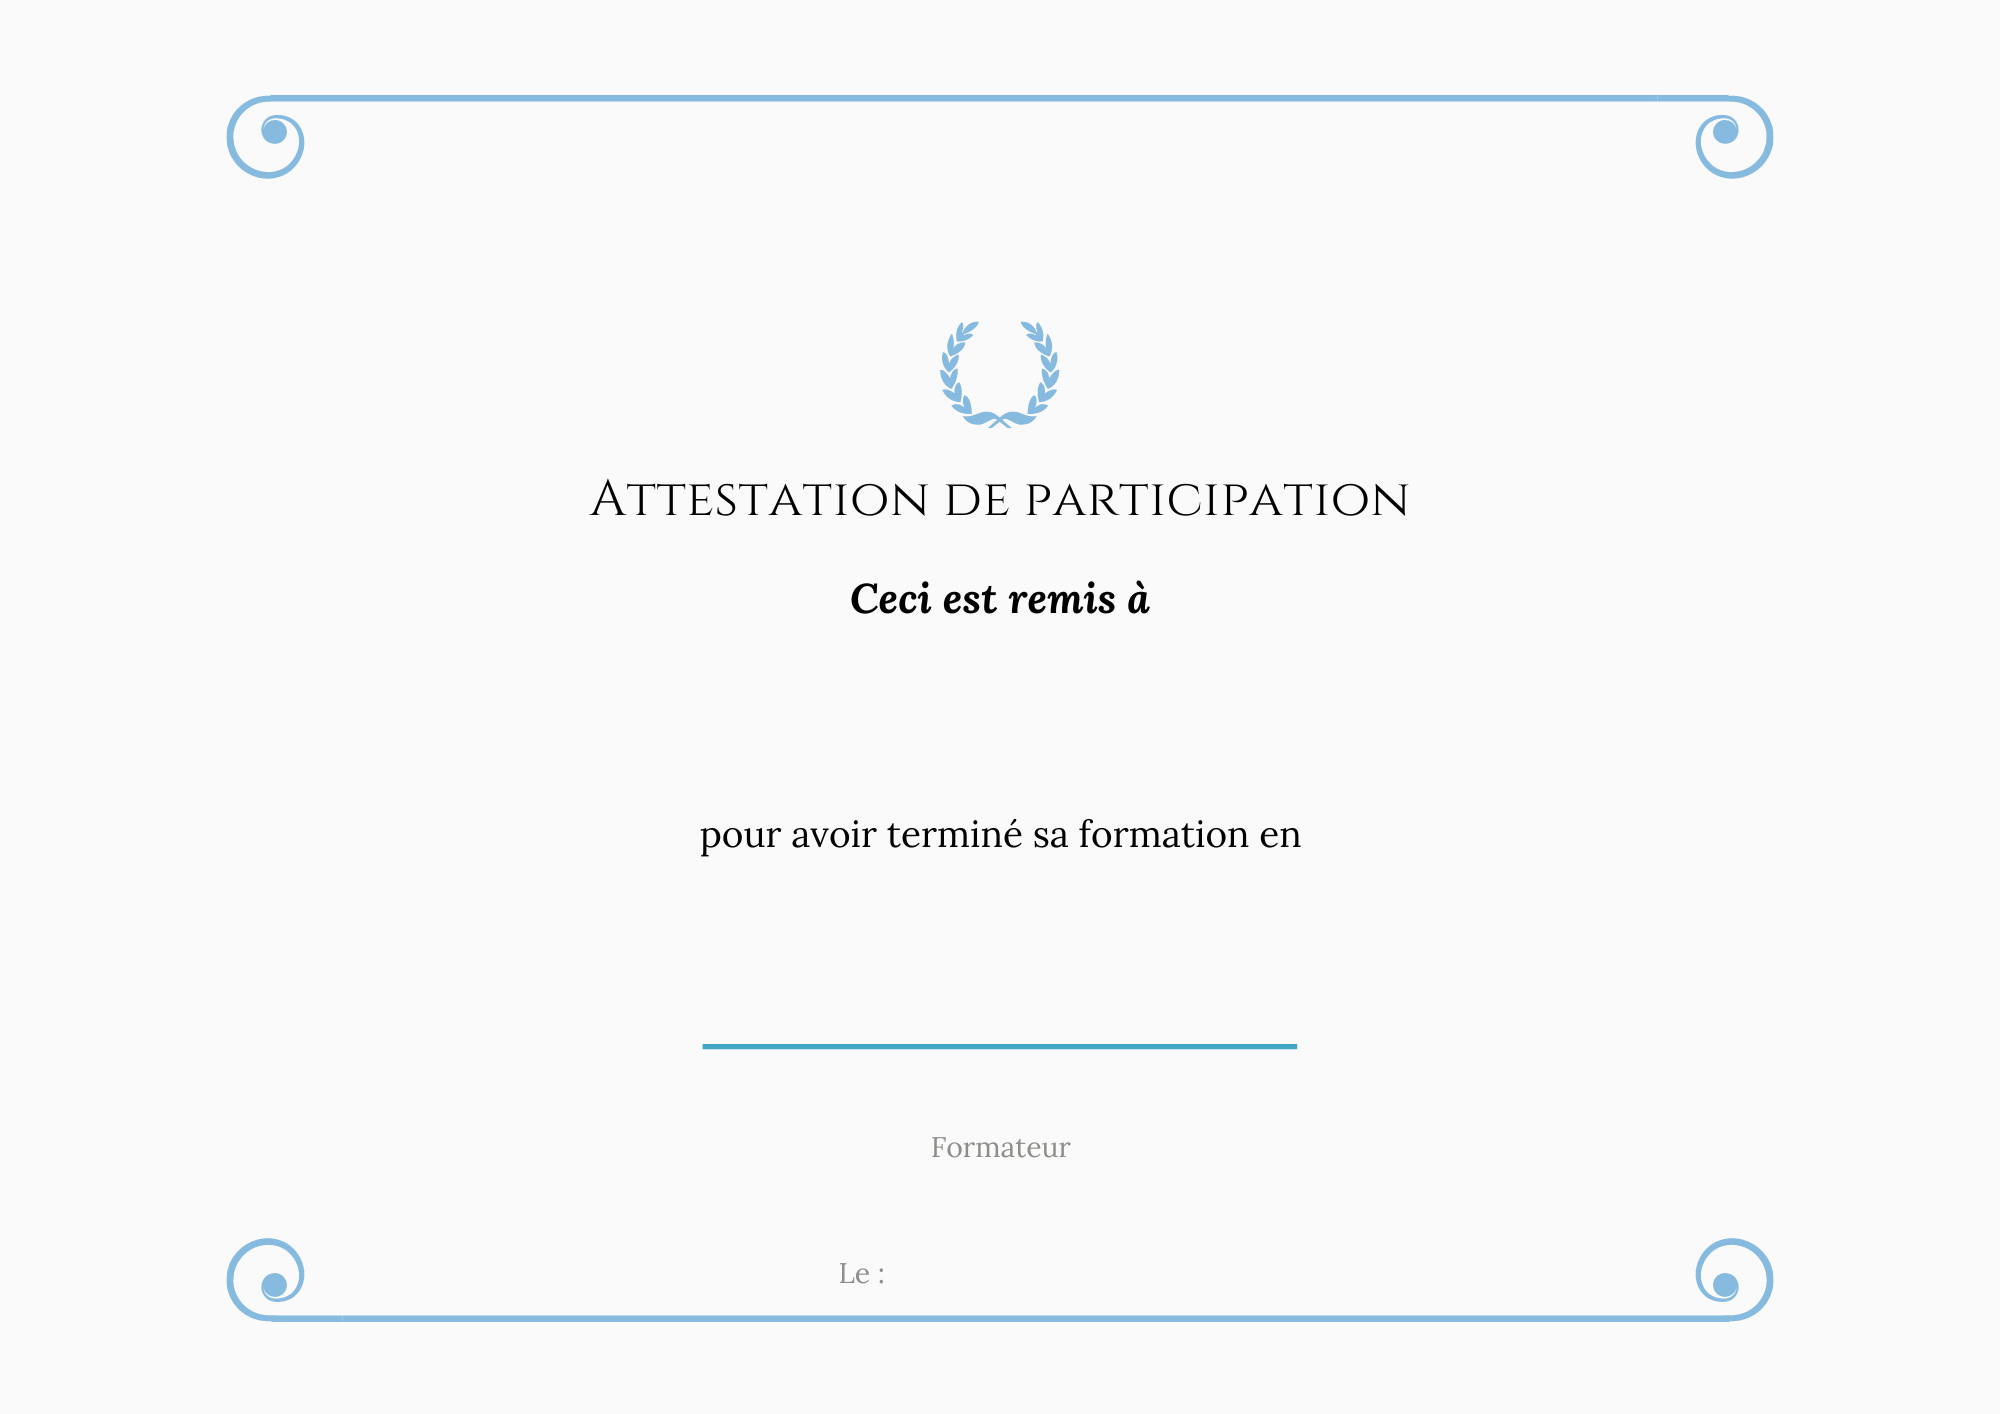 Attestation de participation
Ceci est remis à
pour avoir terminé sa formation en
Formateur
Le :